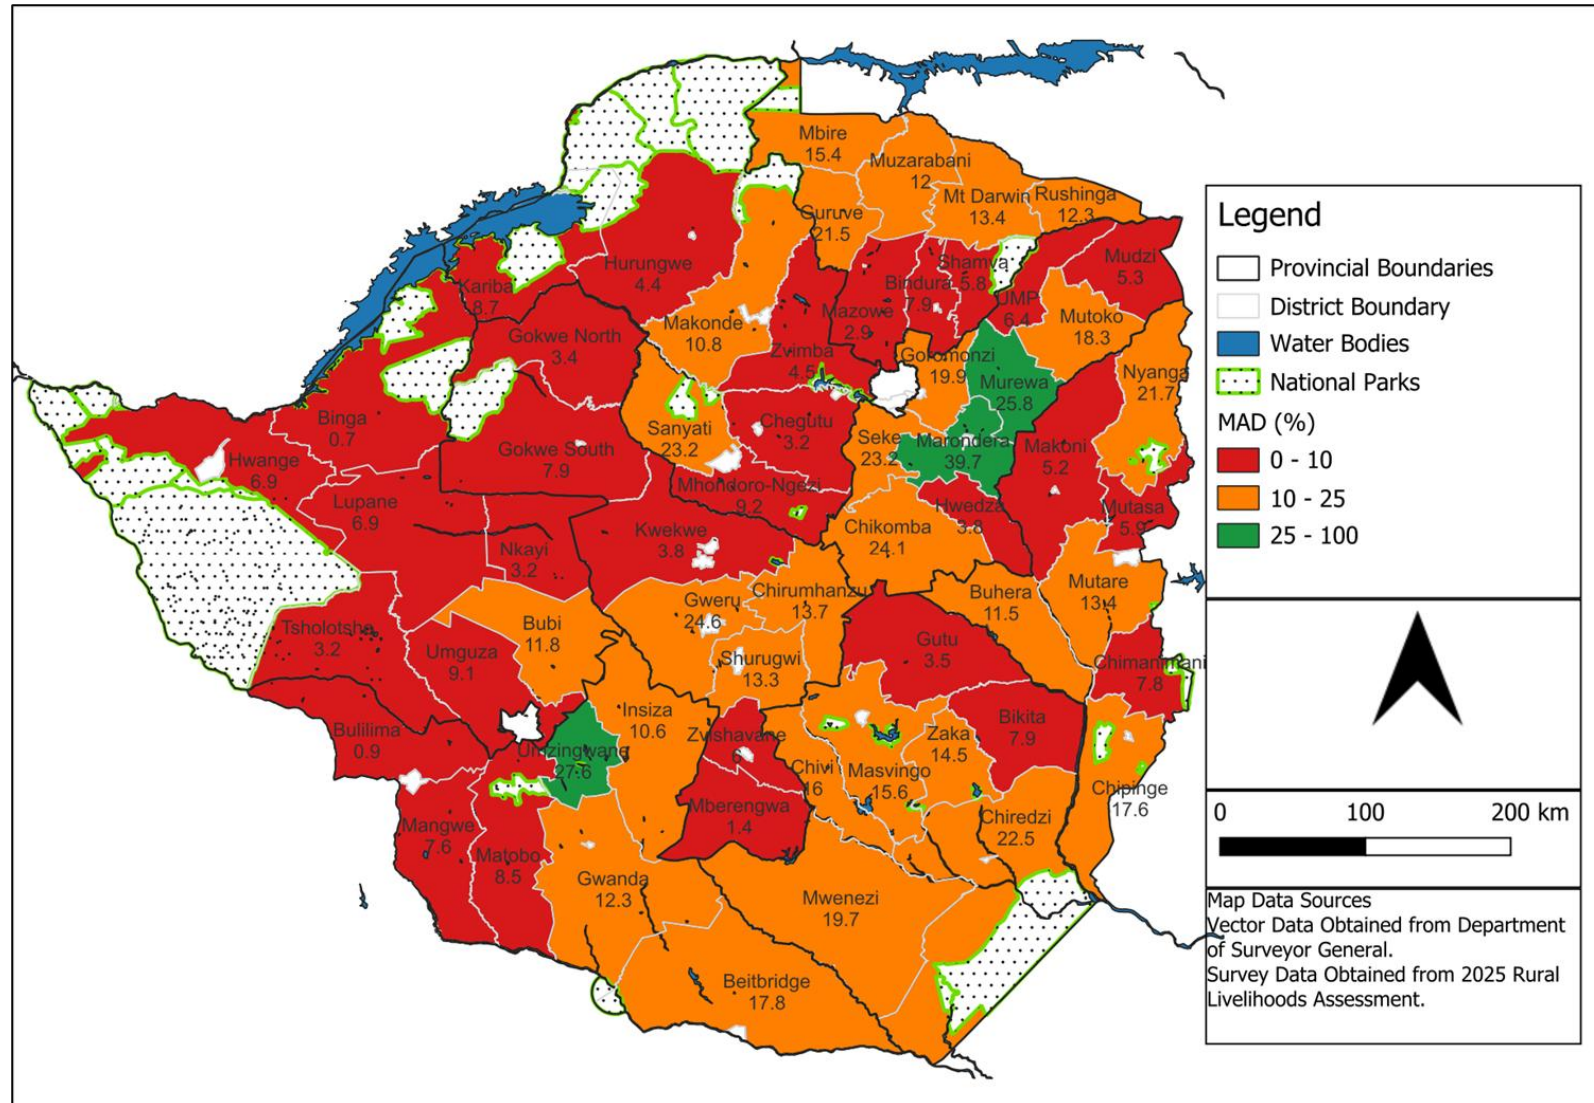 Mbire
15.4
Muzarabani
12
Mt Darwin
13.4
Rushinga
12.3
Guruve
21.5
Hurungwe
4.4
Kariba
8.7
Makonde
10.8
Zvimba
4.5
Mazowe
2.9
Bindura
7.9
Shamva
5.8
UMP
6.4
Mudzi
5.3
Mutoko
18.3
Gokwe North
3.4
Goromonzi
19.9
Murewa
25.8
Nyanga
21.7
Binga
0.7
Hwange
6.9
Gokwe South
7.9
Sanyati
23.2
Chegutu
3.2
Seke
23.2
Marondera
39.7
Makoni
5.2
Lupane
6.9
Mhondoro-Ngezi
9.2
Hwedza
3.8
Mutasa
5.9
Nkayi
3.2
Kwekwe
3.8
Chikomba
24.1
Tsholotsho
3.2
Umguza
9.1
Bubi
11.8
Gweru
24.6
Chirumhanzu
13.7
Buhera
11.5
Mutare
13.4
Shurugwi
13.3
Gutu
3.5
Chimanimani
7.8
Bulilima
0.9
Umzingwane
27.6
Insiza
10.6
Zvishavane
6
Chivi
16
Masvingo
15.6
Zaka
14.5
Bikita
7.9
Chipinge
17.6
Mangwe
7.6
Matobo
8.5
Mberengwa
1.4
Chiredzi
22.5
Gwanda
12.3
Mwenezi
19.7
Beitbridge
17.8
Legend
Provincial Boundaries
District Boundary
Water Bodies
National Parks
MAD (%)
0 - 10
10 - 25
25 - 100
0 100 200 km
Map Data Sources
Vector Data Obtained from Department
of Surveyor General.
Survey Data Obtained from 2025 Rural
Livelihoods Assessment.